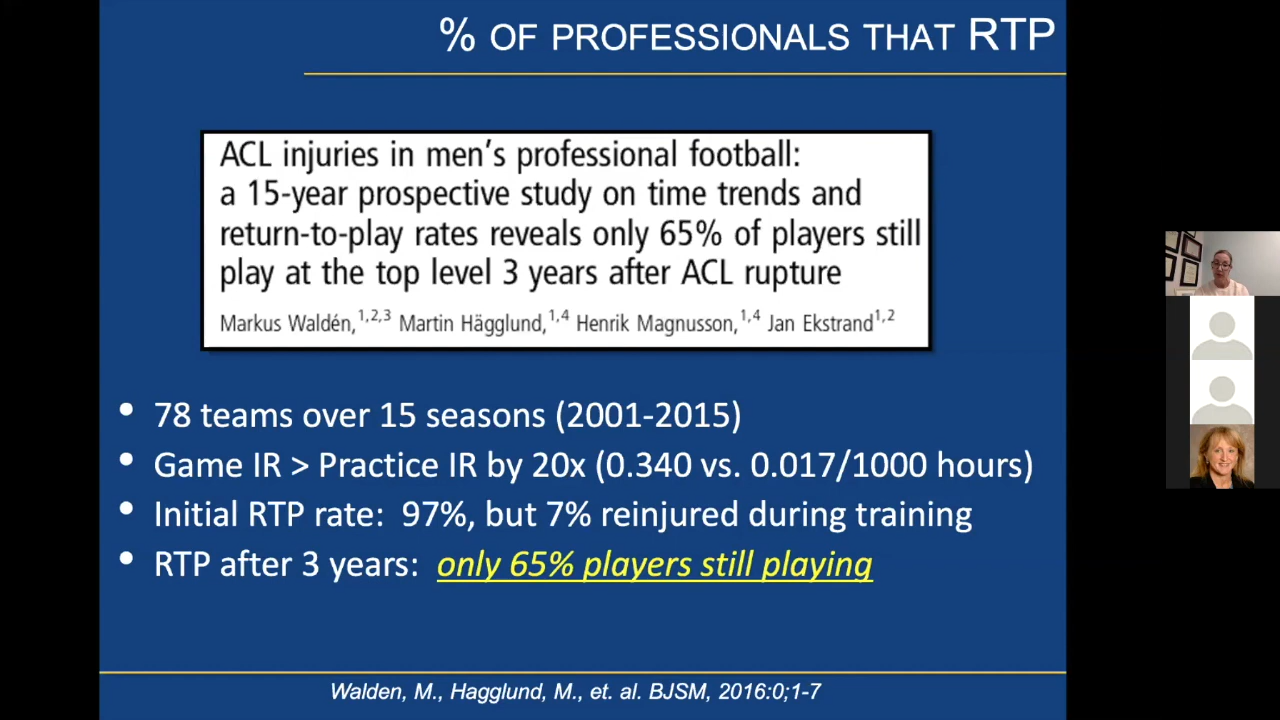 % OF PROFESSIONALS THAT RTP
ACL injuries in men's professional football:
a 15-year prospective study on time trends and
return-to-play rates reveals only 65% of players still
play at the top level 3 years after ACL rupture
Markus Waldén,1,2,3 Martin Hägglund,1,4 Henrik Magnusson,1,4 Jan Ekstrand1,2
• 78 teams over 15 seasons (2001-2015)
• Game IR > Practice IR by 20x (0.340 vs. 0.017/1000 hours)
• Initial RTP rate: 97%, but 7% reinjured during training
• RTP after 3 years: only 65% players still playing
Walden, M., Hagglund, M., et. al. BJSM, 2016:0;1-7